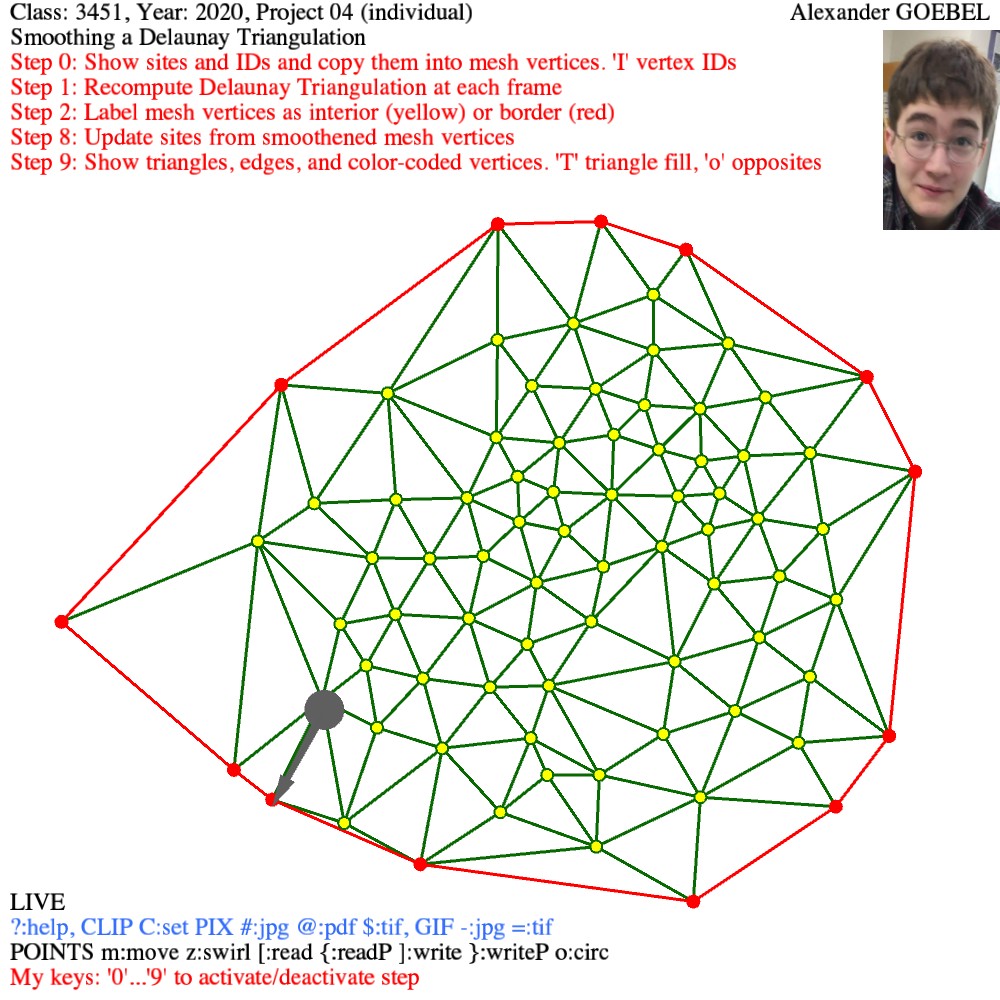 Class: 3451, Year: 2020, Project 04 (individual) Alexander GOEBEL
Smoothing a Delaunay Triangulation
Step 0: Show sites and IDs and copy them into mesh vertices. 'I' vertex IDs
Step 1: Recompute Delaunay Triangulation at each frame
Step 2: Label mesh vertices as interior (yellow) or border (red)
Step 8: Update sites from smoothened mesh vertices
Step 9: Show triangles, edges, and color-coded vertices. 'T' triangle fill, 'o' opposites
LIVE
?:help, CLIP C:set PIX #:jpg @:pdf $:tif, GIF -:jpg =:tif
POINTS m:move z:swirl [:read {:readP ]:write }:writeP o:circ
My keys: '0'...'9' to activate/deactivate step